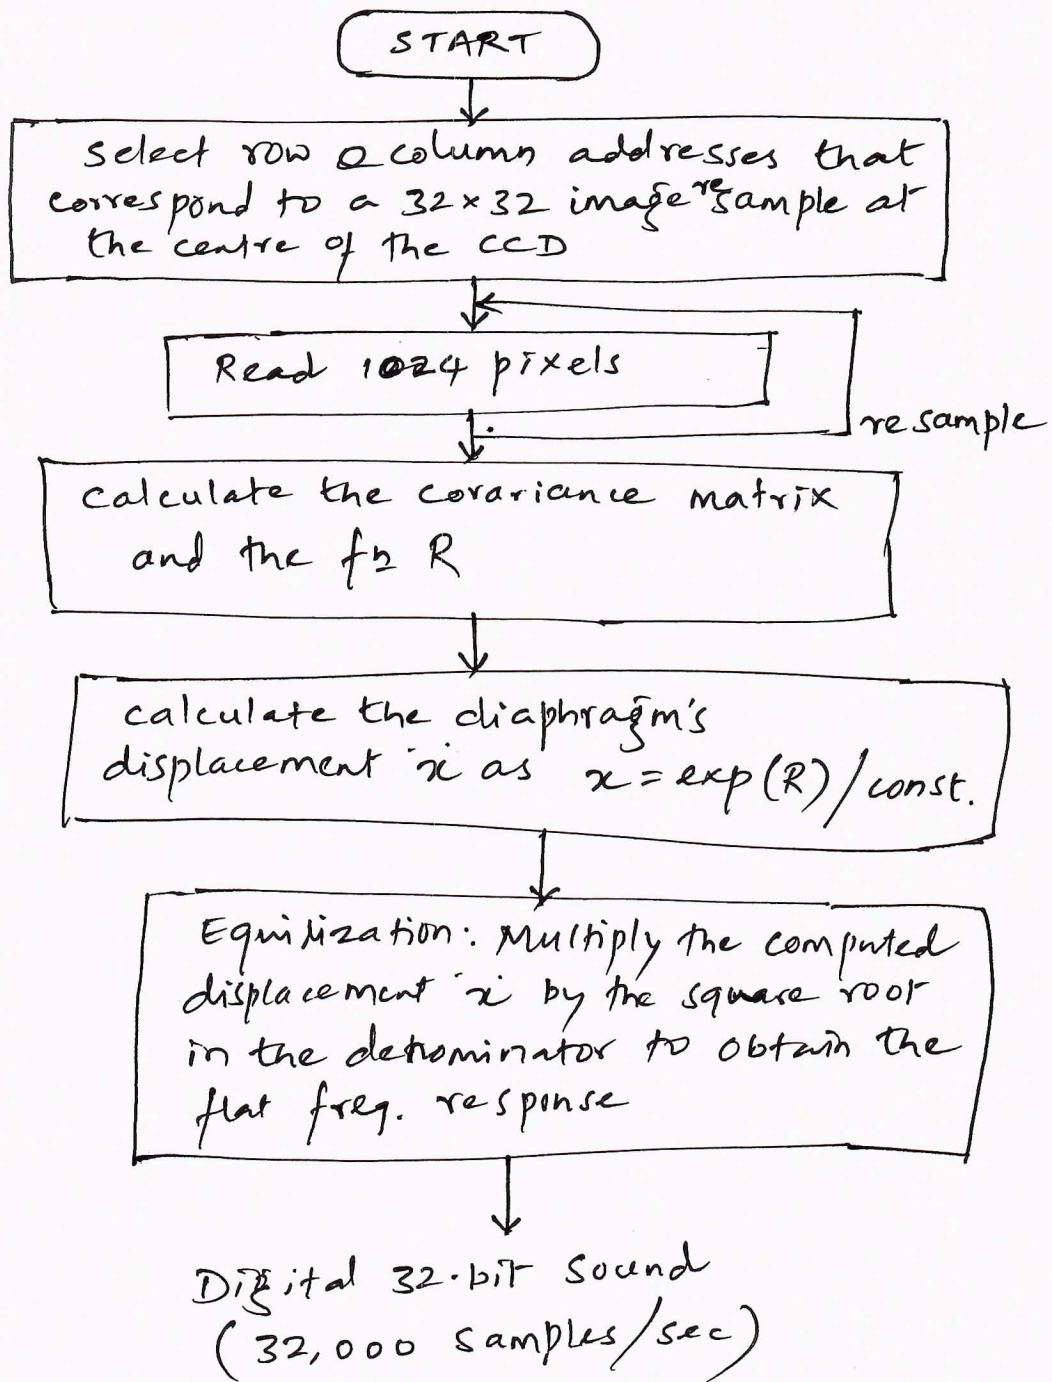 START
Select row & column addresses that
correspond to a 32×32 image resample at
the centre of the CCD
Read 1024 pixels
resample
Calculate the covariance matrix
and the fn R
Calculate the diaphragm's
displacement 'x' as x = exp(R)/const.
Equilization: Multiply the computed
displacement 'x' by the square root
in the denominator to obtain the
flat freq. response
Digital 32-bit Sound
(32,000 samples/sec)